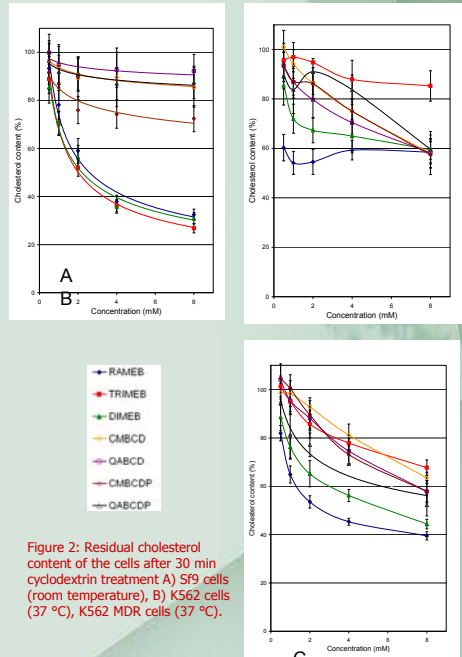 Cholesterol content (%)
100
80
60
40
20
0
0 2 4 6 8
Concentration (mM)
A
B
Cholesterol content (%)
100
80
60
40
20
0
0 2 4 6 8
Concentration (mM)
RAMEB
TRIMEB
DIMEB
CMBCD
QABCD
CMBCDP
QABCDP
Cholesterol content (%)
100
80
60
40
20
0
0 2 4 6 8
Concentration (mM)
C
Figure 2: Residual cholesterol
content of the cells after 30 min
cyclodextrin treatment A) Sf9 cells
(room temperature), B) K562 cells
(37 °C), K562 MDR cells (37 °C).